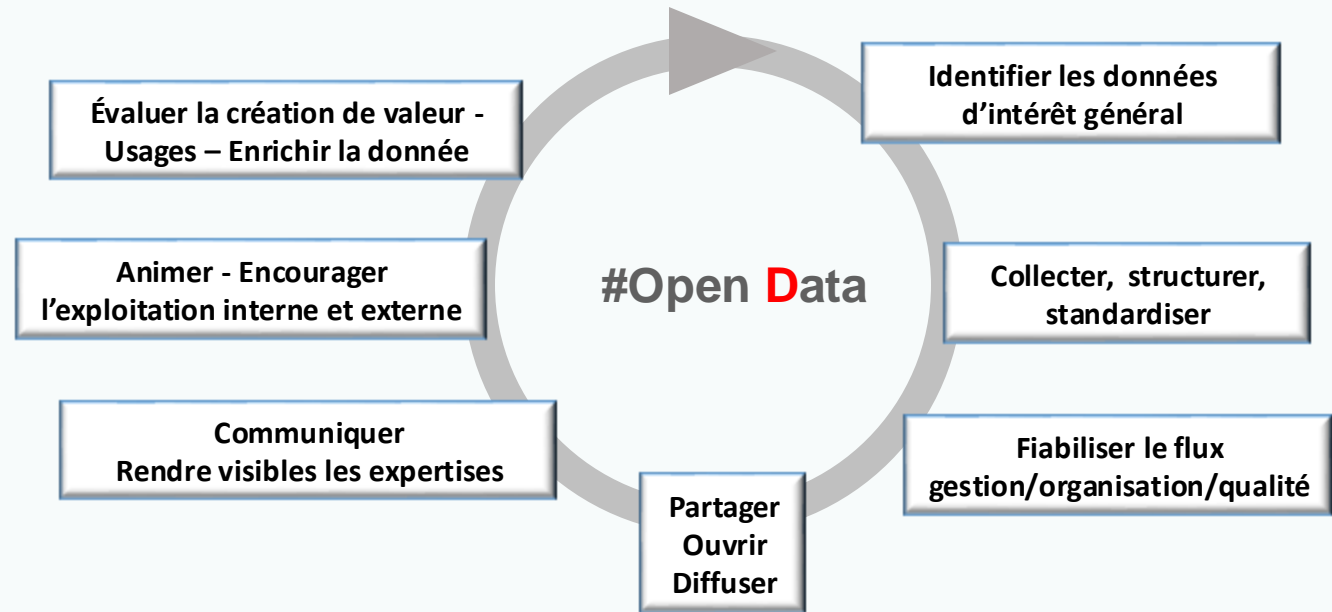 Identifier les données
d’intérêt général
Collecter, structurer,
standardiser
Fiabiliser le flux
gestion/organisation/qualité
Partager
Ouvrir
Diffuser
Communiquer
Rendre visibles les expertises
Animer - Encourager
l’exploitation interne et externe
Évaluer la création de valeur -
Usages – Enrichir la donnée
#Open Data